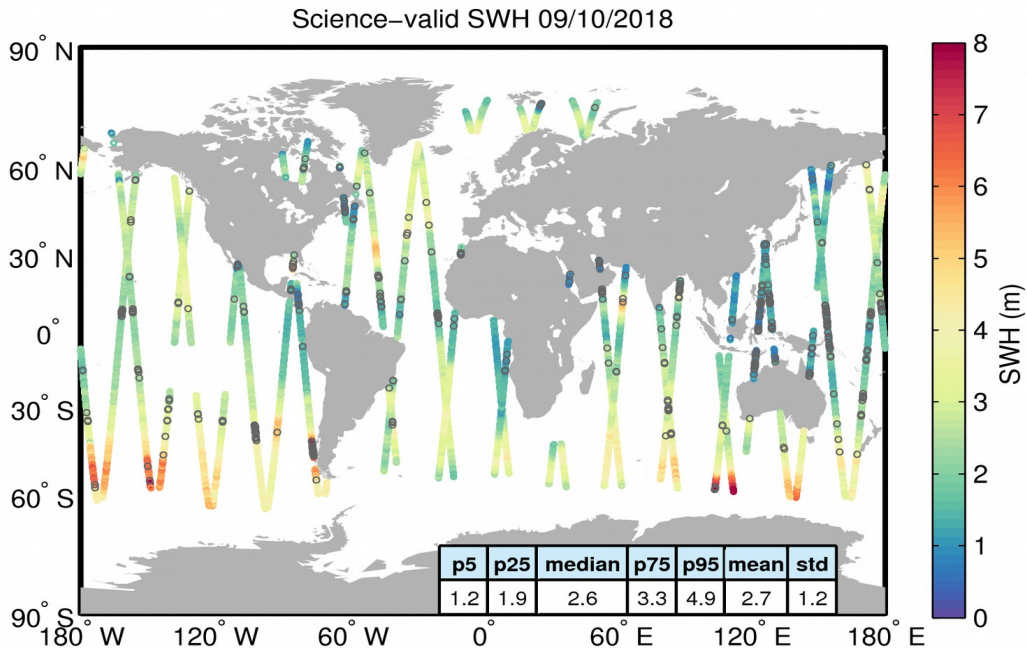 Science−valid SWH 09/10/2018
90° N
60° N
30° N
0°
30° S
60° S
90° S
180° W
120° W
60° W
0°
60° E
120° E
180° E
p5 p25 median p75 p95 mean std
1.2 1.9 2.6 3.3 4.9 2.7 1.2
8
7
6
5
4
3
2
1
0
SWH (m)